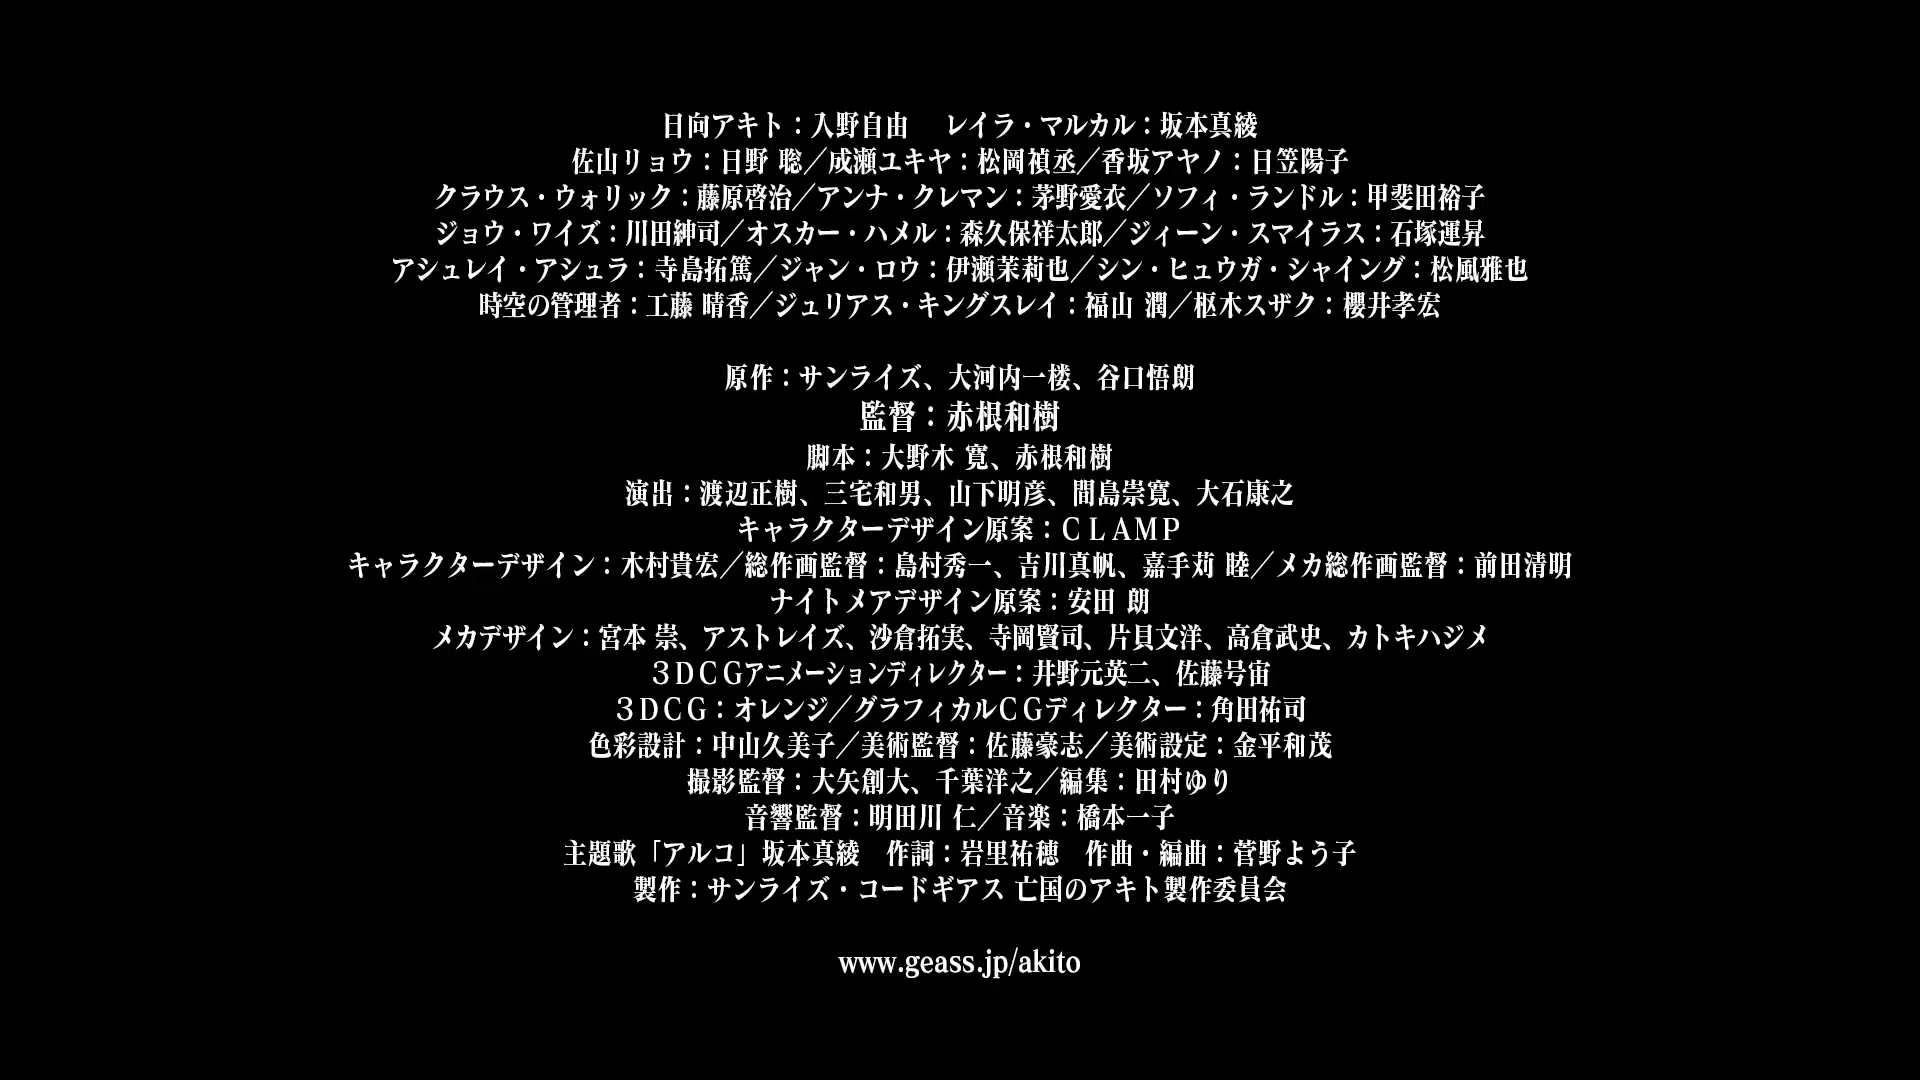 日向アキト：入野自由　レイラ・マルカル：坂本真綾
佐山リョウ：日野 聡／成瀬ユキヤ：松岡禎丞／香坂アヤノ：日笠陽子
クラウス・ウォリック：藤原啓治／アンナ・クレマン：茅野愛衣／ソフィ・ランドル：甲斐田裕子
ジョウ・ワイズ：川田紳司／オスカー・ハメル：森久保祥太郎／ジィーン・スマイラス：石塚運昇
アシュレイ・アシュラ：寺島拓篤／ジャン・ロウ：伊瀬茉莉也／シン・ヒュウガ・シャイング：松風雅也
時空の管理者：工藤 晴香／ジュリアス・キングスレイ：福山 潤／枢木スザク：櫻井孝宏
原作：サンライズ、大河内一楼、谷口悟朗
監督：赤根和樹
脚本：大野木 寛、赤根和樹
演出：渡辺正樹、三宅和男、山下明彦、間島崇寛、大石康之
キャラクターデザイン原案：ＣＬＡＭＰ
キャラクターデザイン：木村貴宏／総作画監督：島村秀一、吉川真帆、嘉手苅 睦／メカ総作画監督：前田清明
ナイトメアデザイン原案：安田 朗
メカデザイン：宮本 崇、アストレイズ、沙倉拓実、寺岡賢司、片貝文洋、高倉武史、カトキハジメ
３ＤＣＧアニメーションディレクター：井野元英二、佐藤号宙
３ＤＣＧ：オレンジ／グラフィカルＣＧディレクター：角田祐司
色彩設計：中山久美子／美術監督：佐藤豪志／美術設定：金平和茂
撮影監督：大矢創大、千葉洋之／編集：田村ゆり
音響監督：明田川 仁／音楽：橋本一子
主題歌「アルコ」坂本真綾　作詞：岩里祐穂　作曲・編曲：菅野よう子
製作：サンライズ・コードギアス 亡国のアキト製作委員会
www.geass.jp/akito